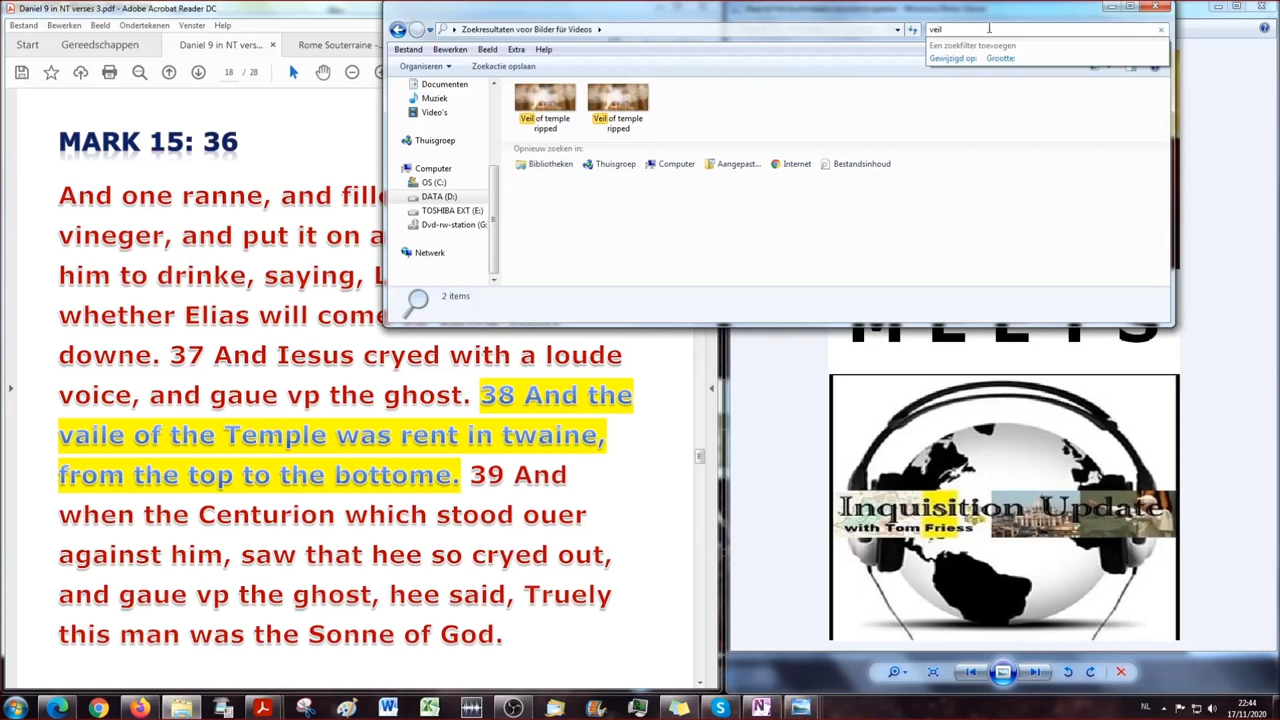 Daniel 9 in NT verses 3.pdf - Adobe Acrobat Reader DC
Bestand Bewerken Beeld Ondertekenen Venster Help
Start Gereedschappen Daniel 9 in NT vers... × Rome Souterraine
18 / 28
MARK 15: 36
And one ranne, and fille
vineger, and put it on a
him to drinke, saying, L
whether Elias will come
downe. 37 And Iesus cryed with a loude
voice, and gaue vp the ghost. 38 And the
vaile of the Temple was rent in twaine,
from the top to the bottome. 39 And
when the Centurion which stood ouer
against him, saw that hee so cryed out,
and gaue vp the ghost, hee said, Truely
this man was the Sonne of God.
Zoekresultaten voor Bilder für Videos
veil
Een zoekfilter toevoegen
Gewijzigd op: Grootte:
Bestand Bewerken Beeld Extra Help
Organiseren Zoekactie opslaan
Documenten
Muziek
Video's
Thuisgroep
Computer
OS (C:)
DATA (D:)
TOSHIBA EXT (E:)
Dvd-rw-station (G:
Netwerk
Veil of temple
ripped
Veil of temple
ripped
Opnieuw zoeken in:
Bibliotheken Thuisgroep Computer Aangepast... Internet Bestandsinhoud
2 items
MEETS
Inquisition Update
with Tom Friess
NL
22:44
17/11/2020